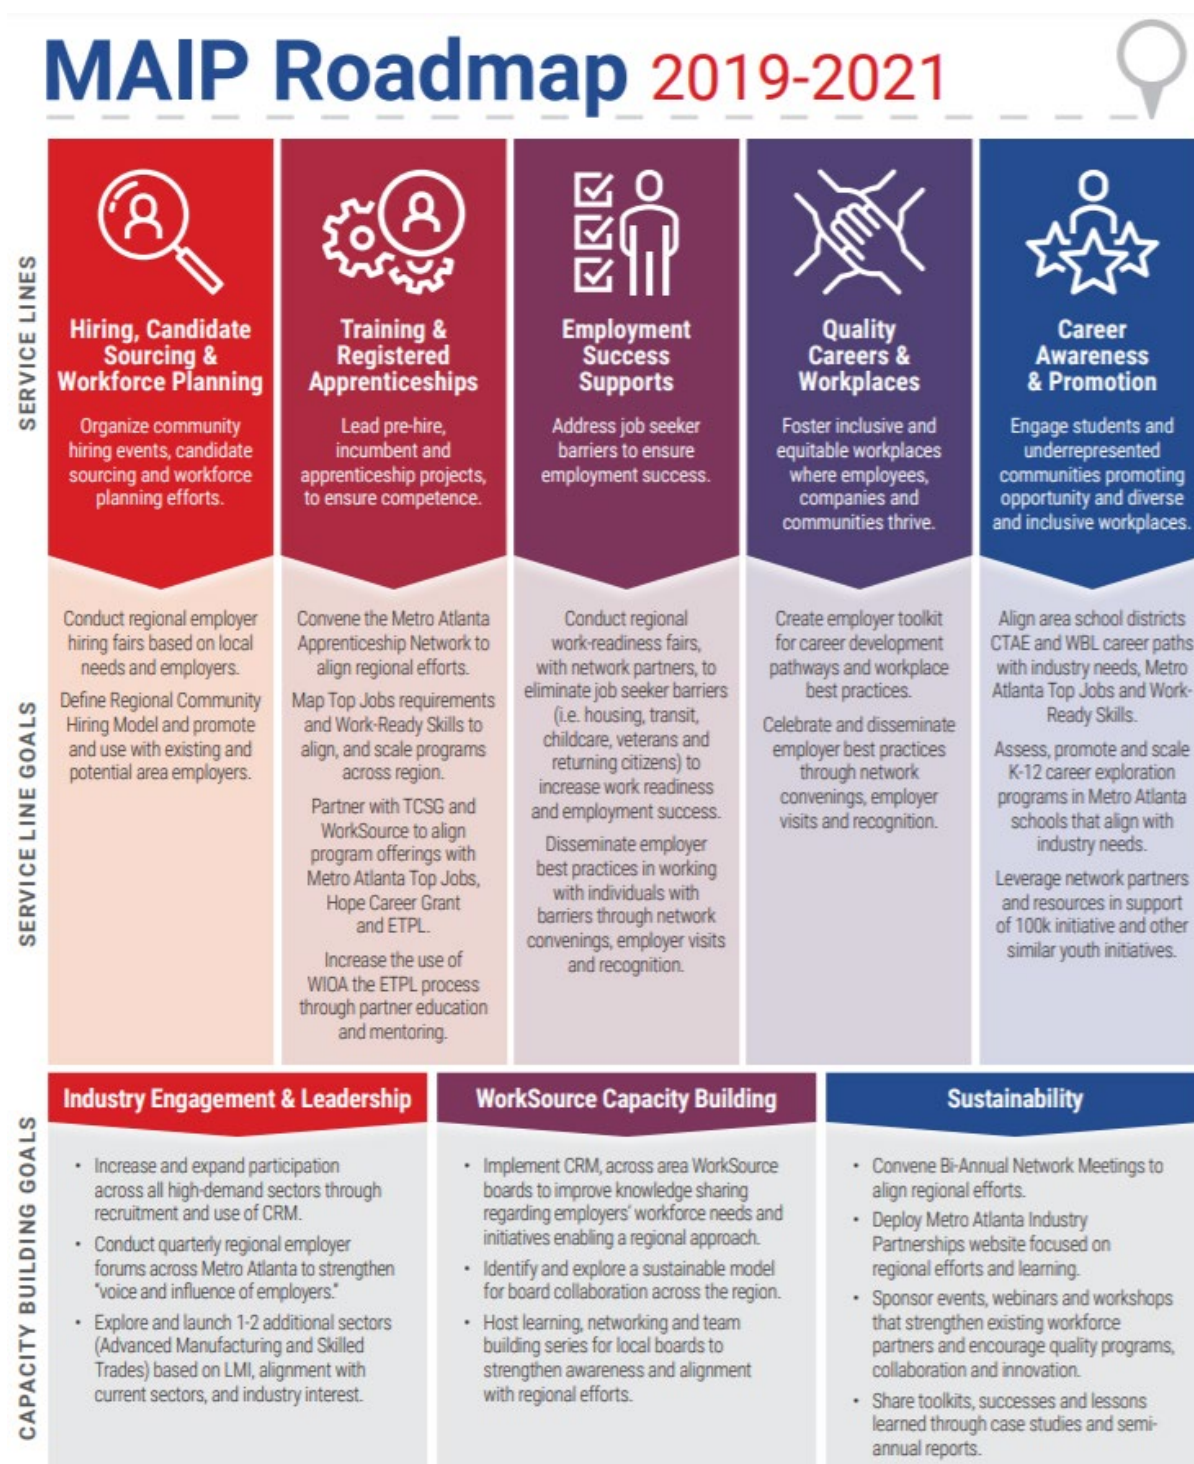 MAIP Roadmap 2019-2021
SERVICE LINES
Hiring, Candidate
Sourcing &
Workforce Planning
Organize community
hiring events, candidate
sourcing and workforce
planning efforts.
Training &
Registered
Apprenticeships
Lead pre-hire,
incumbent and
apprenticeship projects,
to ensure competence.
Employment
Success
Supports
Address job seeker
barriers to ensure
employment success.
Quality
Careers &
Workplaces
Foster inclusive and
equitable workplaces
where employees,
companies and
communities thrive.
Career
Awareness
& Promotion
Engage students and
underrepresented
communities promoting
opportunity and diverse
and inclusive workplaces.
SERVICE LINE GOALS
Conduct regional employer
hiring fairs based on local
needs and employers.
Define Regional Community
Hiring Model and promote
and use with existing and
potential area employers.
Convene the Metro Atlanta
Apprenticeship Network to
align regional efforts.
Map Top Jobs requirements
and Work-Ready Skills to
align, and scale programs
across region.
Partner with TCSG and
WorkSource to align
program offerings with
Metro Atlanta Top Jobs,
Hope Career Grant
and ETPL.
Increase the use of
WIOA the ETPL process
through partner education
and mentoring.
Conduct regional
work-readiness fairs,
with network partners, to
eliminate job seeker barriers
(i.e. housing, transit,
childcare, veterans and
returning citizens) to
increase work readiness
and employment success.
Disseminate employer
best practices in working
with individuals with
barriers through network
convenings, employer visits
and recognition.
Create employer toolkit
for career development
pathways and workplace
best practices.
Celebrate and disseminate
employer best practices
through network
convenings, employer
visits and recognition.
Align area school districts
CTAE and WBL career paths
with industry needs, Metro
Atlanta Top Jobs and Work-
Ready Skills.
Assess, promote and scale
K-12 career exploration
programs in Metro Atlanta
schools that align with
industry needs.
Leverage network partners
and resources in support
of 100k initiative and other
similar youth initiatives.
CAPACITY BUILDING GOALS
Industry Engagement & Leadership
• Increase and expand participation
across all high-demand sectors through
recruitment and use of CRM.
• Conduct quarterly regional employer
forums across Metro Atlanta to strengthen
"voice and influence of employers."
• Explore and launch 1-2 additional sectors
(Advanced Manufacturing and Skilled
Trades) based on LMI, alignment with
current sectors, and industry interest.
WorkSource Capacity Building
• Implement CRM, across area WorkSource
boards to improve knowledge sharing
regarding employers' workforce needs and
initiatives enabling a regional approach.
• Identify and explore a sustainable model
for board collaboration across the region.
• Host learning, networking and team
building series for local boards to
strengthen awareness and alignment
with regional efforts.
Sustainability
• Convene Bi-Annual Network Meetings to
align regional efforts.
• Deploy Metro Atlanta Industry
Partnerships website focused on
regional efforts and learning.
• Sponsor events, webinars and workshops
that strengthen existing workforce
partners and encourage quality programs,
collaboration and innovation.
• Share toolkits, successes and lessons
learned through case studies and semi-
annual reports.